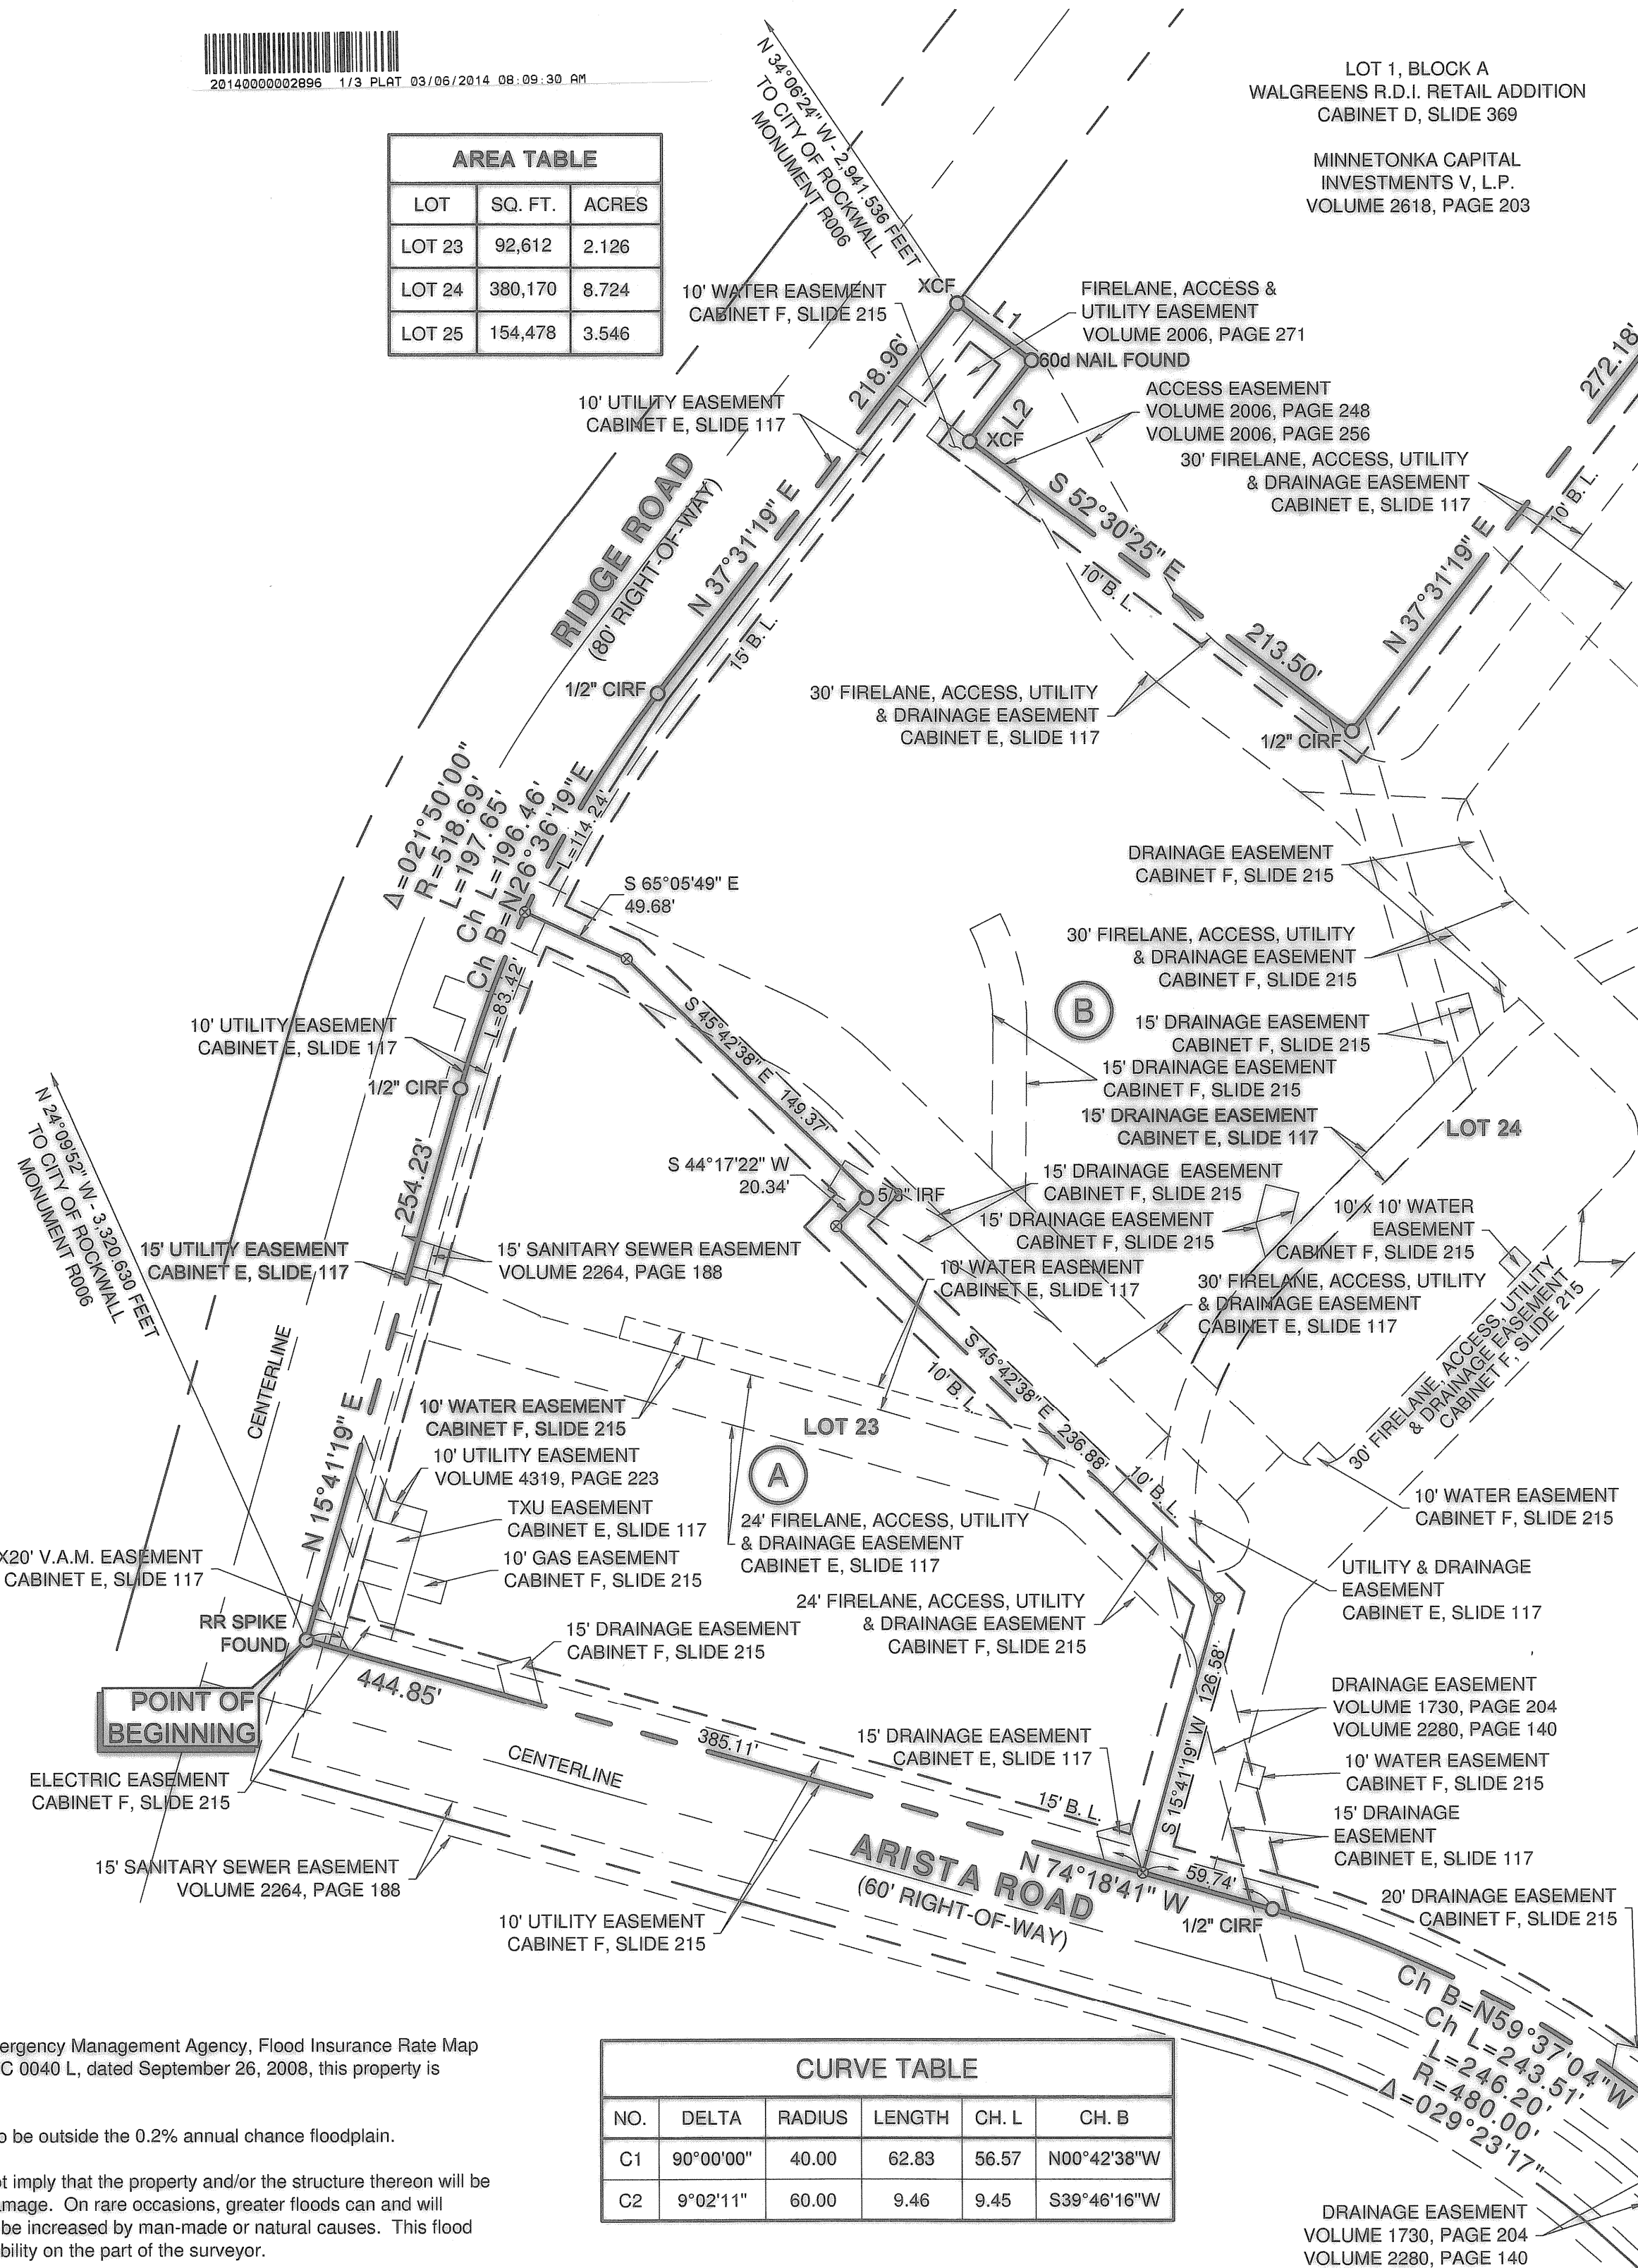 20140000002896 1/3 PLAT 03/06/2014 08:09:30 AM
LOT 1, BLOCK A
WALGREENS R.D.I. RETAIL ADDITION
CABINET D, SLIDE 369
MINNETONKA CAPITAL
INVESTMENTS V, L.P.
VOLUME 2618, PAGE 203
N 34°06'24" W - 2,941.536 FEET
TO CITY OF ROCKWALL
MONUMENT R006
AREA TABLE
LOT SQ. FT. ACRES
LOT 23 92,612 2.126
LOT 24 380,170 8.724
LOT 25 154,478 3.546
10' WATER EASEMENT
CABINET F, SLIDE 215
XCF
L1
FIRELANE, ACCESS &
UTILITY EASEMENT
VOLUME 2006, PAGE 271
60d NAIL FOUND
218.96'
L2
XCF
ACCESS EASEMENT
VOLUME 2006, PAGE 248
VOLUME 2006, PAGE 256
272.18'
10' UTILITY EASEMENT
CABINET E, SLIDE 117
30' FIRELANE, ACCESS, UTILITY
& DRAINAGE EASEMENT
CABINET E, SLIDE 117
10' B. L.
RIDGE ROAD
(80' RIGHT-OF-WAY)
N 37°31'19" E
15' B. L.
S 52°30'25" E
10' B. L.
213.50'
N 37°31'19" E
1/2" CIRF
30' FIRELANE, ACCESS, UTILITY
& DRAINAGE EASEMENT
CABINET E, SLIDE 117
1/2" CIRF
Δ=021°50'00"
R=518.69'
L=197.65'
Ch L=196.46'
Ch B=N26°36'19"E
L=114.24'
S 65°05'49" E
49.68'
DRAINAGE EASEMENT
CABINET F, SLIDE 215
30' FIRELANE, ACCESS, UTILITY
& DRAINAGE EASEMENT
CABINET F, SLIDE 215
L=83.42'
S 45°42'38" E 149.37'
B
15' DRAINAGE EASEMENT
CABINET F, SLIDE 215
15' DRAINAGE EASEMENT
CABINET F, SLIDE 215
15' DRAINAGE EASEMENT
CABINET E, SLIDE 117
LOT 24
10' UTILITY EASEMENT
CABINET E, SLIDE 117
1/2" CIRF
N 24°09'52" W - 3,320.630 FEET
TO CITY OF ROCKWALL
MONUMENT R006
254.23'
S 44°17'22" W
20.34'
5/8" IRF
15' DRAINAGE EASEMENT
CABINET F, SLIDE 215
15' DRAINAGE EASEMENT
CABINET F, SLIDE 215
10' x 10' WATER
EASEMENT
CABINET F, SLIDE 215
15' UTILITY EASEMENT
CABINET E, SLIDE 117
15' SANITARY SEWER EASEMENT
VOLUME 2264, PAGE 188
10' WATER EASEMENT
CABINET E, SLIDE 117
30' FIRELANE, ACCESS, UTILITY
& DRAINAGE EASEMENT
CABINET E, SLIDE 117
30' FIRELANE, ACCESS, UTILITY
& DRAINAGE EASEMENT
CABINET F, SLIDE 215
CENTERLINE
10' B. L.
S 45°42'38" E 236.88'
10' B. L.
N 15°41'19" E
10' WATER EASEMENT
CABINET F, SLIDE 215
LOT 23
A
10' UTILITY EASEMENT
VOLUME 4319, PAGE 223
TXU EASEMENT
CABINET E, SLIDE 117
10' GAS EASEMENT
CABINET F, SLIDE 215
24' FIRELANE, ACCESS, UTILITY
& DRAINAGE EASEMENT
CABINET E, SLIDE 117
10' WATER EASEMENT
CABINET F, SLIDE 215
X20' V.A.M. EASEMENT
CABINET E, SLIDE 117
24' FIRELANE, ACCESS, UTILITY
& DRAINAGE EASEMENT
CABINET F, SLIDE 215
UTILITY & DRAINAGE
EASEMENT
CABINET E, SLIDE 117
RR SPIKE
FOUND
15' DRAINAGE EASEMENT
CABINET F, SLIDE 215
POINT OF
BEGINNING
444.85'
385.11'
CENTERLINE
15' DRAINAGE EASEMENT
CABINET E, SLIDE 117
S 15°41'19" W 126.58'
DRAINAGE EASEMENT
VOLUME 1730, PAGE 204
VOLUME 2280, PAGE 140
10' WATER EASEMENT
CABINET F, SLIDE 215
15' DRAINAGE
EASEMENT
CABINET E, SLIDE 117
ELECTRIC EASEMENT
CABINET F, SLIDE 215
15' B. L.
15' SANITARY SEWER EASEMENT
VOLUME 2264, PAGE 188
ARISTA ROAD
(60' RIGHT-OF-WAY)
N 74°18'41" W
59.74'
1/2" CIRF
20' DRAINAGE EASEMENT
CABINET F, SLIDE 215
10' UTILITY EASEMENT
CABINET F, SLIDE 215
Ch B=N59°37'04"W
Ch L=243.51'
L=246.20'
R=480.00'
Δ=029°23'17"
ergency Management Agency, Flood Insurance Rate Map
C 0040 L, dated September 26, 2008, this property is
o be outside the 0.2% annual chance floodplain.
ot imply that the property and/or the structure thereon will be
amage. On rare occasions, greater floods can and will
be increased by man-made or natural causes. This flood
bility on the part of the surveyor.
CURVE TABLE
NO. DELTA RADIUS LENGTH CH. L CH. B
C1 90°00'00" 40.00 62.83 56.57 N00°42'38"W
C2 9°02'11" 60.00 9.46 9.45 S39°46'16"W
DRAINAGE EASEMENT
VOLUME 1730, PAGE 204
VOLUME 2280, PAGE 140